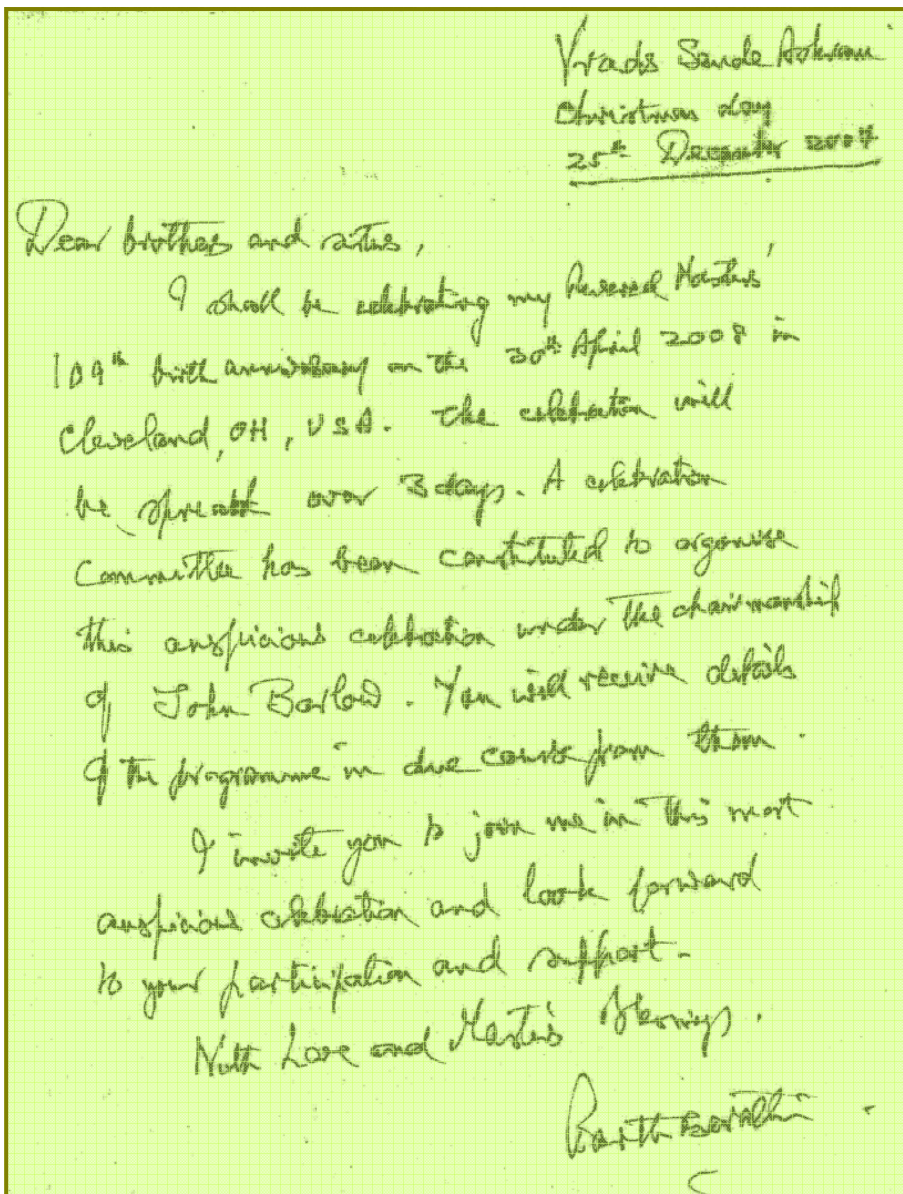 Vrads Sande Ashram
Christmas day
25th December 2007
Dear brothers and sisters,
I shall be celebrating my Revered Master's
109th birth anniversary on the 30th April 2008 in
Cleveland, OH, USA. The celebration will
be spread over 3 days. A celebration
Committee has been constituted to organise
this auspicious celebration under the chairmanship
of John Barlow. You will receive details
of the programme in due course from them.
I invite you to join me in this most
auspicious celebration and look forward
to your participation and support.
With Love and Master's blessings.